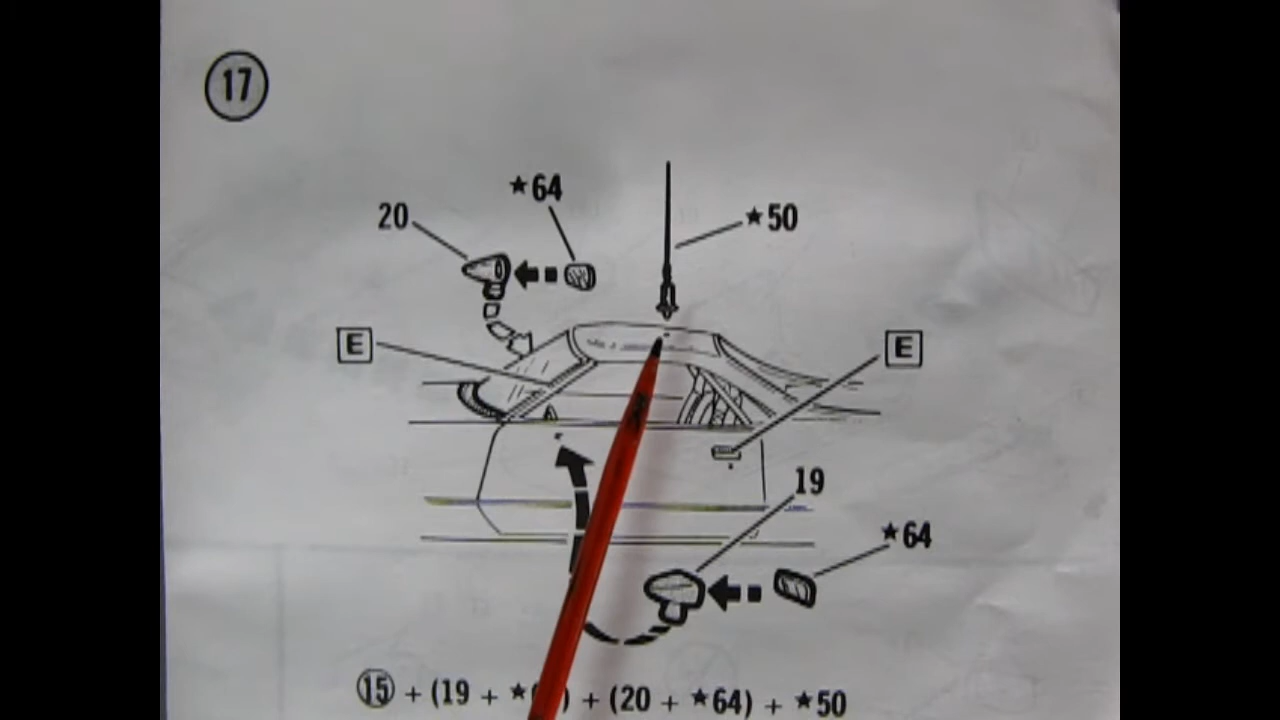 17
★64
20
★50
E
E
19
★64
15 + (19 + ★ ) + (20 + ★64) + ★50